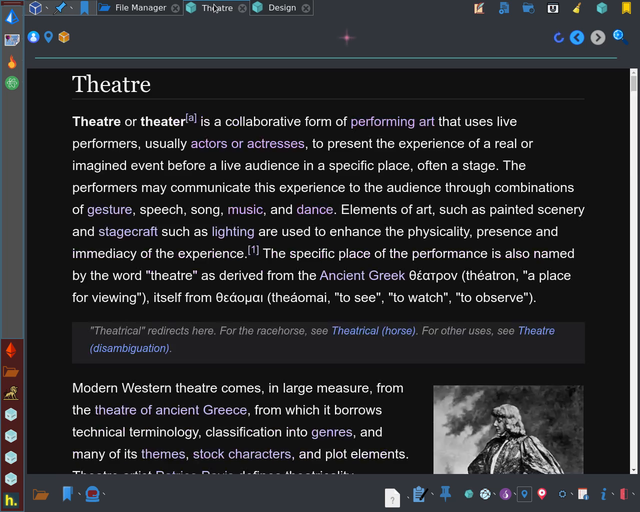 File Manager
Theatre
Design
Theatre
Theatre or theater[a] is a collaborative form of performing art that uses live
performers, usually actors or actresses, to present the experience of a real or
imagined event before a live audience in a specific place, often a stage. The
performers may communicate this experience to the audience through combinations
of gesture, speech, song, music, and dance. Elements of art, such as painted scenery
and stagecraft such as lighting are used to enhance the physicality, presence and
immediacy of the experience.[1] The specific place of the performance is also named
by the word "theatre" as derived from the Ancient Greek θέατρον (théatron, "a place
for viewing"), itself from θεάομαι (theáomai, "to see", "to watch", "to observe").
"Theatrical" redirects here. For the racehorse, see Theatrical (horse). For other uses, see Theatre
(disambiguation).
Modern Western theatre comes, in large measure, from
the theatre of ancient Greece, from which it borrows
technical terminology, classification into genres, and
many of its themes, stock characters, and plot elements.
Theatre artist Patrice Pavis defines theatricality,
h.